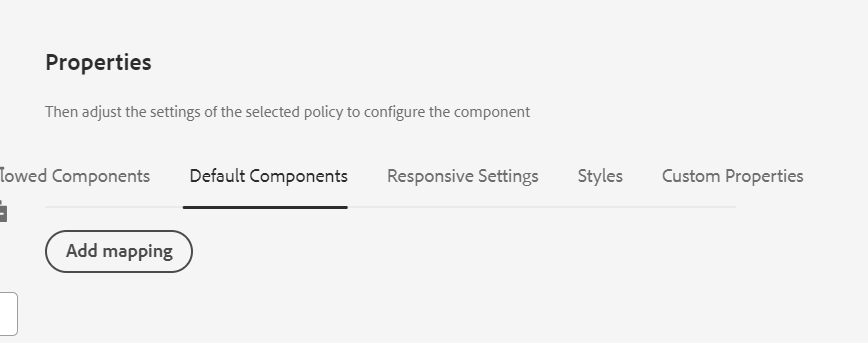 Properties
Then adjust the settings of the selected policy to configure the component
lowed Components Default Components Responsive Settings Styles Custom Properties
Add mapping